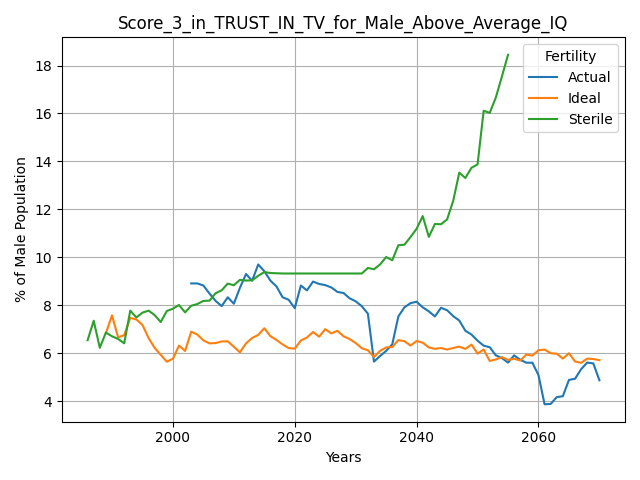 Score_3_in_TRUST_IN_TV_for_Male_Above_Average_IQ
Fertility
Actual
Ideal
Sterile
% of Male Population
18
16
14
12
10
8
6
4
2000
2020
2040
2060
Years